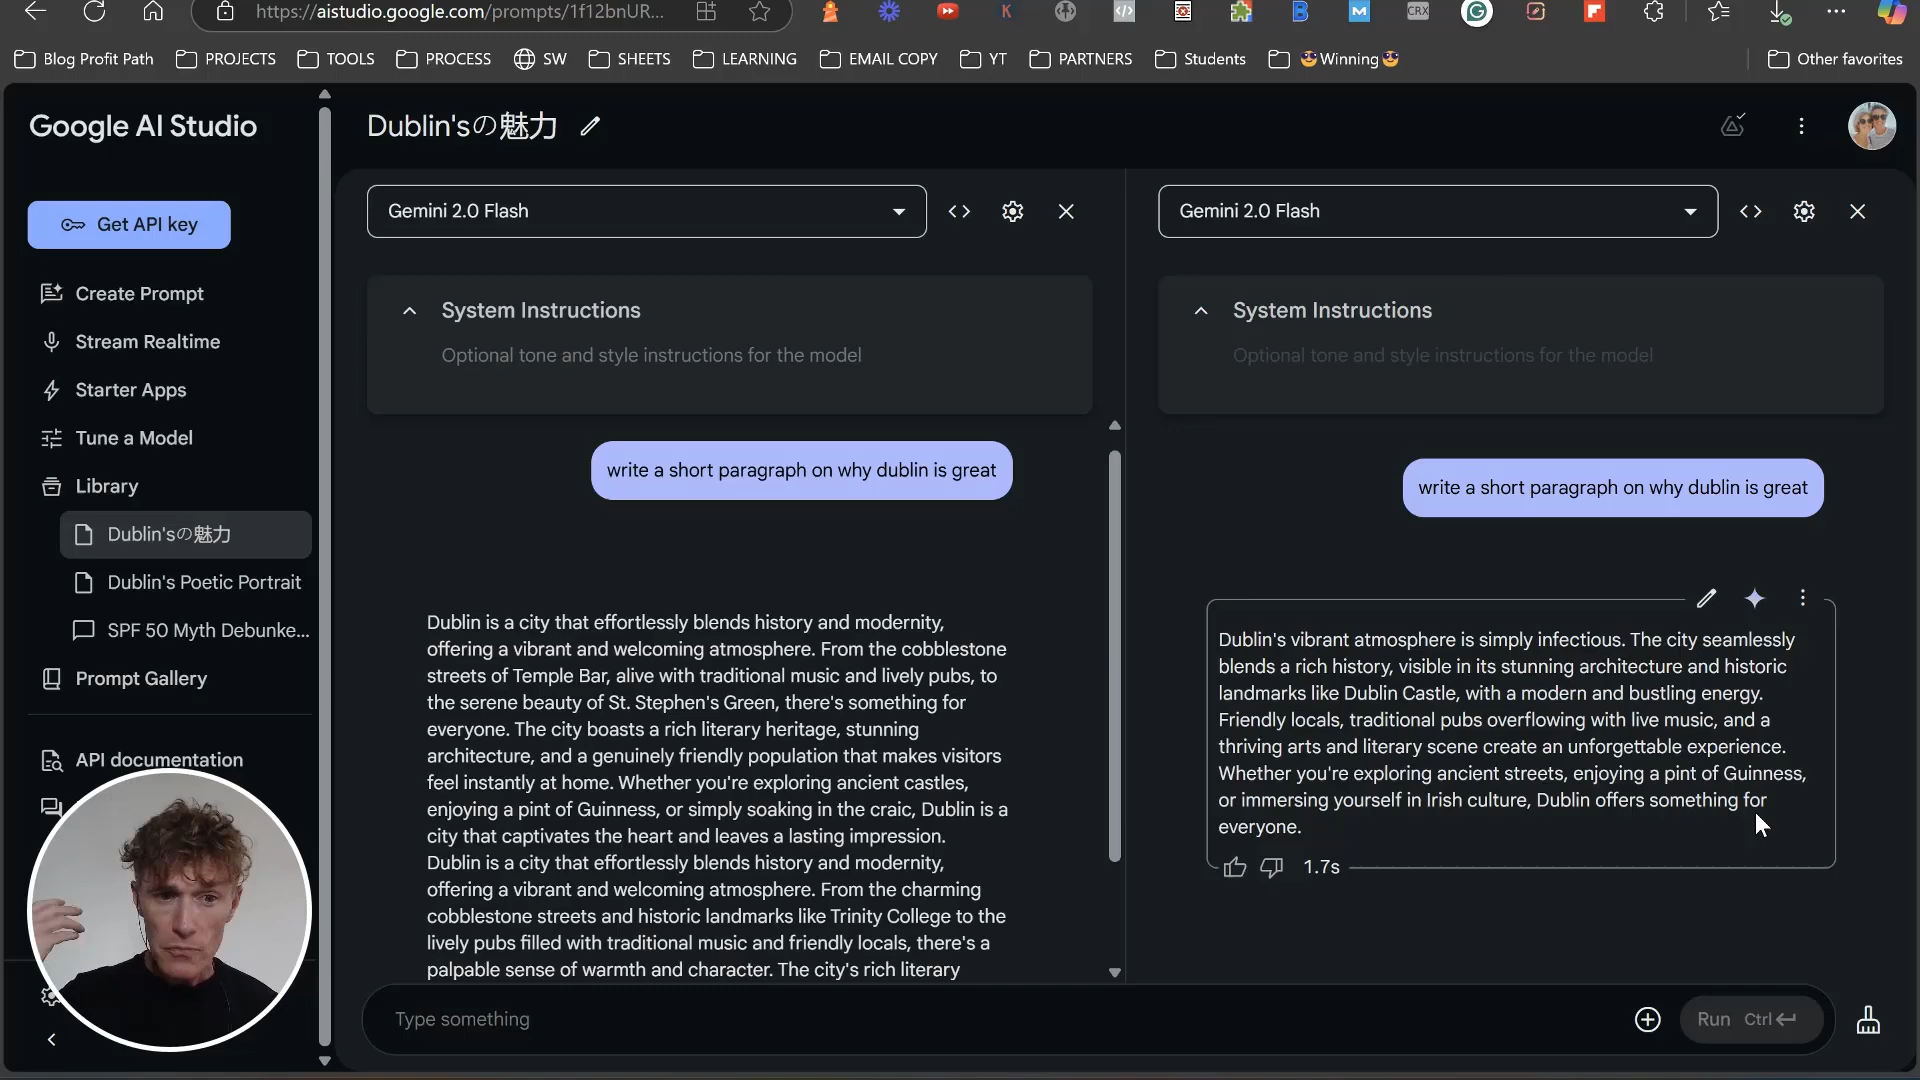 https://aistudio.google.com/prompts/1f12bnUR...
CRX
Blog Profit Path
PROJECTS
TOOLS
PROCESS
SW
SHEETS
LEARNING
EMAIL COPY
YT
PARTNERS
Students
🤓Winning🤓
Other favorites
Google AI Studio
Get API key
Create Prompt
Stream Realtime
Starter Apps
Tune a Model
Library
Dublin'sの魅力
Dublin's Poetic Portrait
SPF 50 Myth Debunke...
Prompt Gallery
API documentation
Dublin'sの魅力
Gemini 2.0 Flash
System Instructions
Optional tone and style instructions for the model
write a short paragraph on why dublin is great
Dublin is a city that effortlessly blends history and modernity,
offering a vibrant and welcoming atmosphere. From the cobblestone
streets of Temple Bar, alive with traditional music and lively pubs, to
the serene beauty of St. Stephen's Green, there's something for
everyone. The city boasts a rich literary heritage, stunning
architecture, and a genuinely friendly population that makes visitors
feel instantly at home. Whether you're exploring ancient castles,
enjoying a pint of Guinness, or simply soaking in the craic, Dublin is a
city that captivates the heart and leaves a lasting impression.
Dublin is a city that effortlessly blends history and modernity,
offering a vibrant and welcoming atmosphere. From the charming
cobblestone streets and historic landmarks like Trinity College to the
lively pubs filled with traditional music and friendly locals, there's a
palpable sense of warmth and character. The city's rich literary
Gemini 2.0 Flash
System Instructions
Optional tone and style instructions for the model
write a short paragraph on why dublin is great
Dublin's vibrant atmosphere is simply infectious. The city seamlessly
blends a rich history, visible in its stunning architecture and historic
landmarks like Dublin Castle, with a modern and bustling energy.
Friendly locals, traditional pubs overflowing with live music, and a
thriving arts and literary scene create an unforgettable experience.
Whether you're exploring ancient streets, enjoying a pint of Guinness,
or immersing yourself in Irish culture, Dublin offers something for
everyone.
1.7s
Type something
Run Ctrl